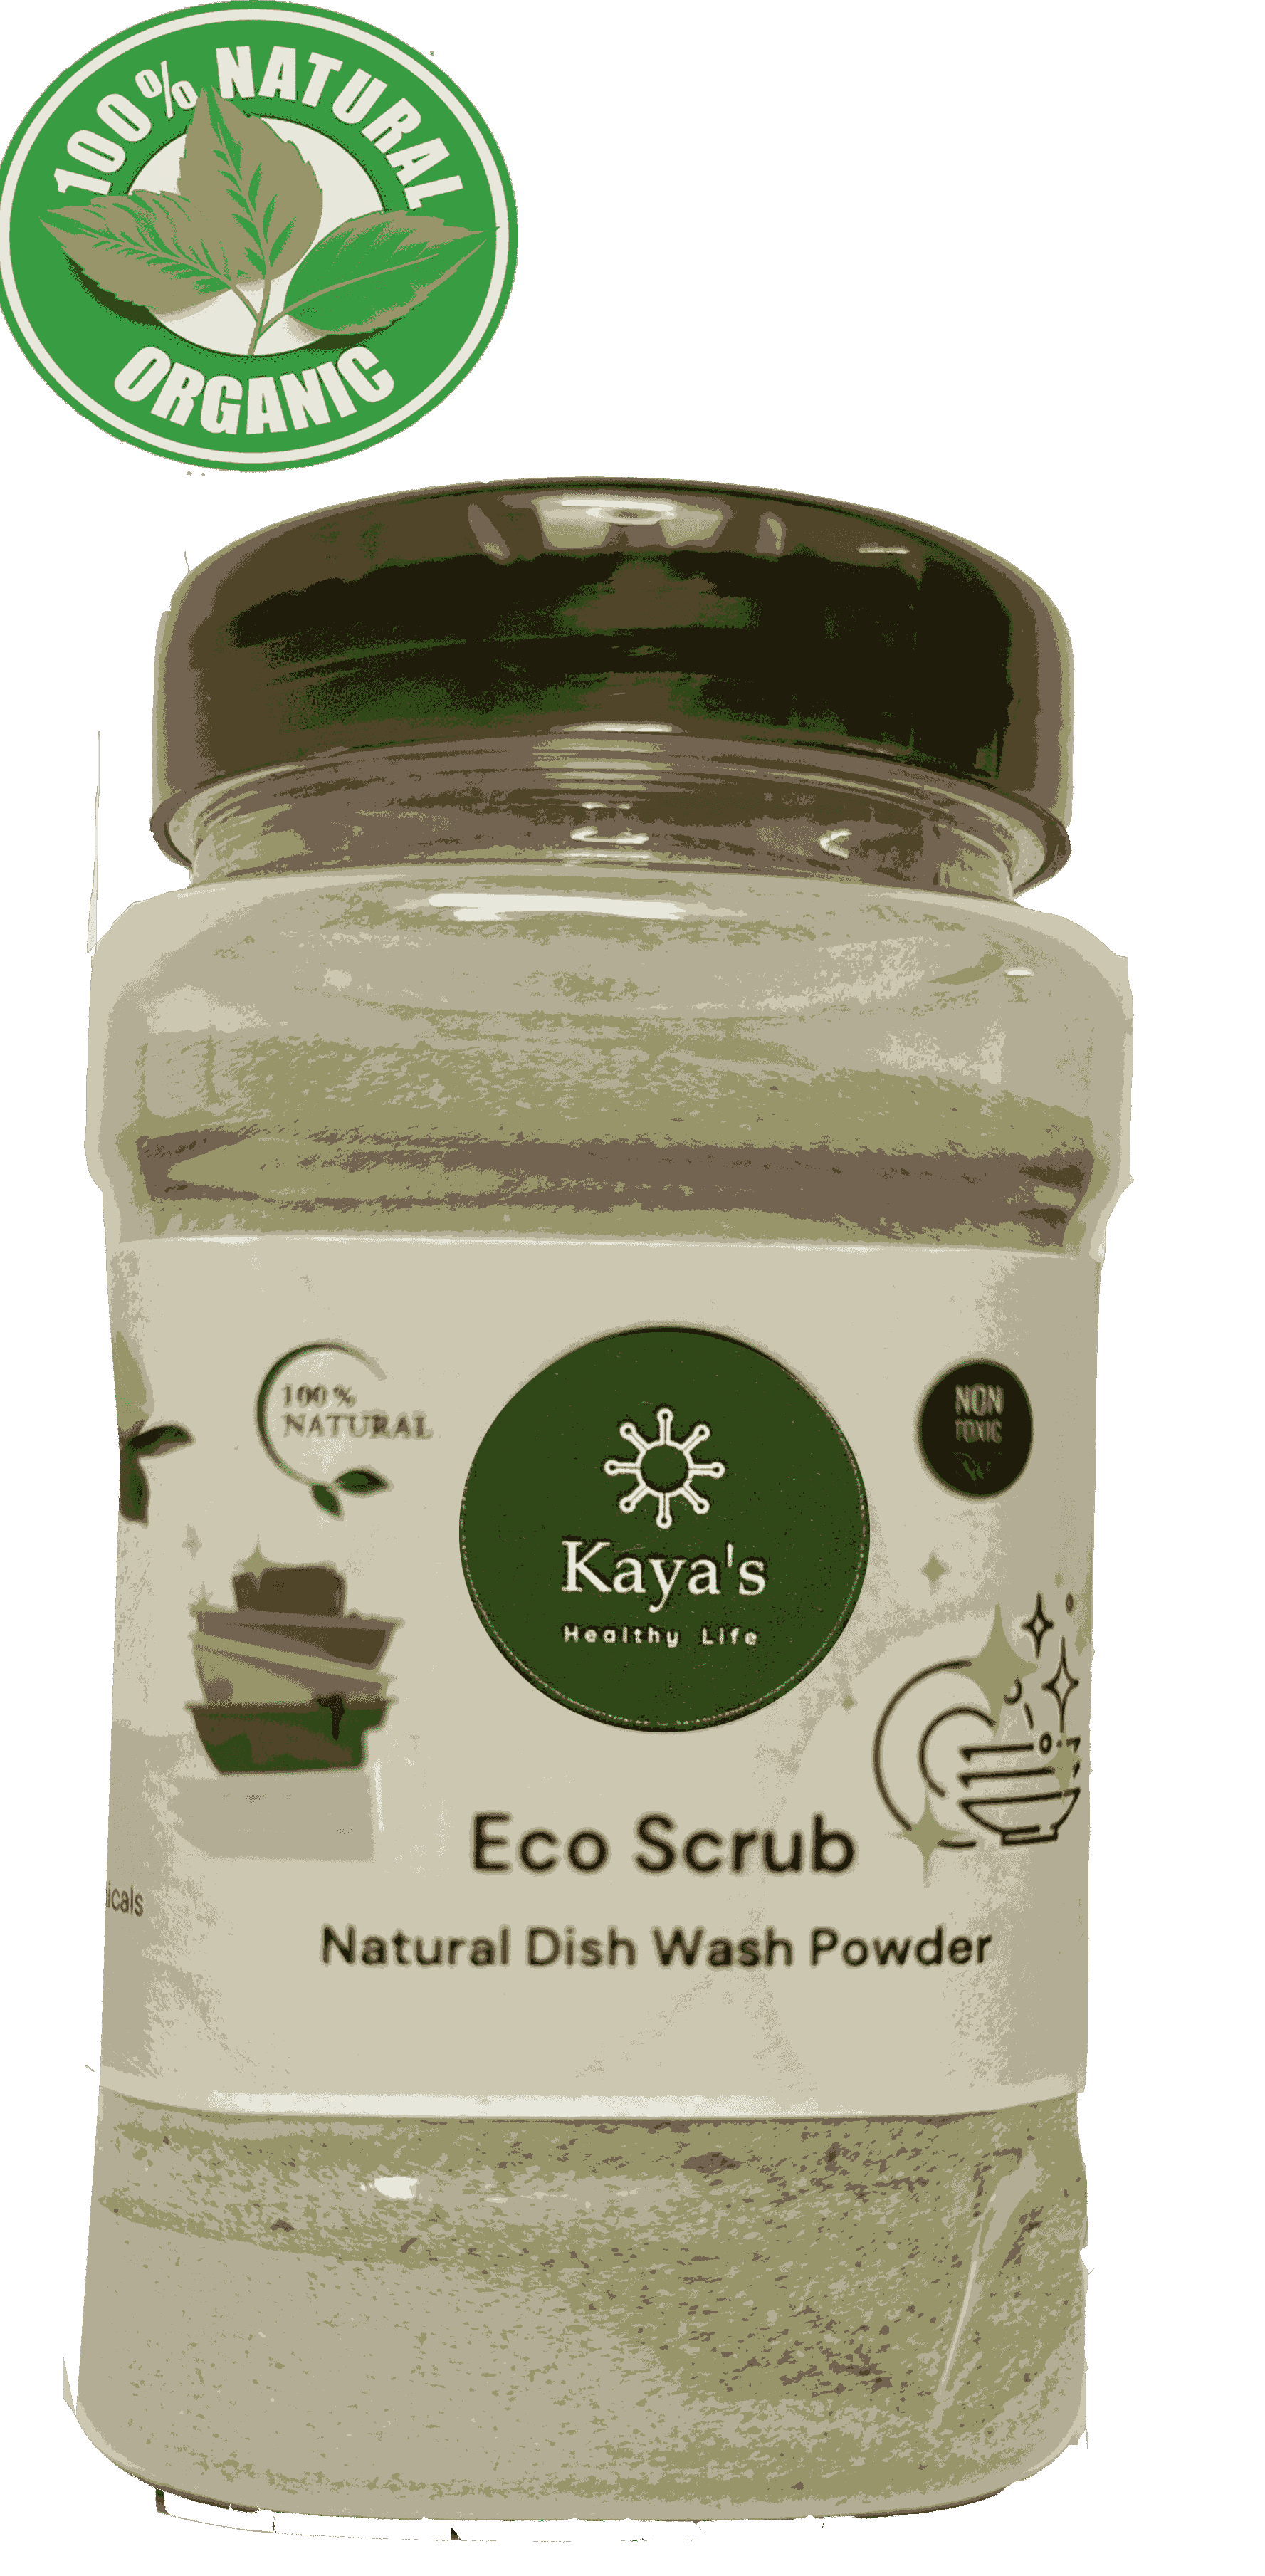 100% NATURAL
ORGANIC
100%
NATURAL
Kaya's
Healthy Life
NON
TOXIC
Eco Scrub
icals
Natural Dish Wash Powder